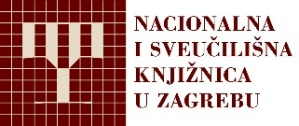 NACIONALNA
I SVEUČILIŠNA
KNJIŽNICA
U ZAGREBU